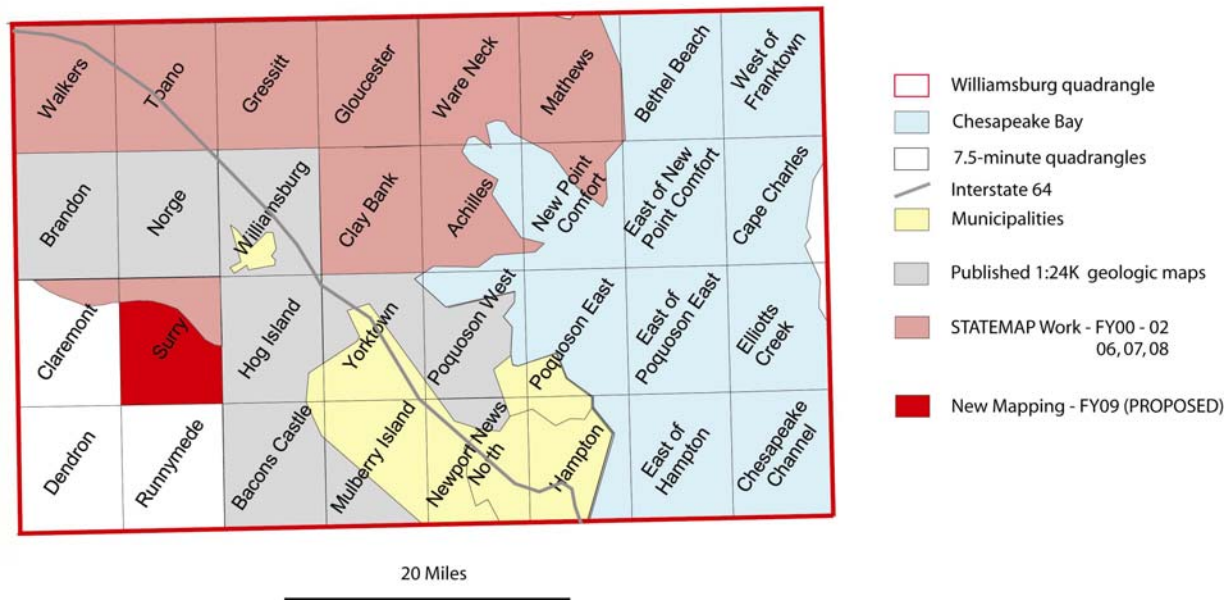 Walkers
Toano
Gressitt
Gloucester
Ware Neck
Mathews
Bethel Beach
West of
Franktown
Brandon
Norge
Williamsburg
Clay Bank
Achilles
New Point
Comfort
East of New
Point Comfort
Cape Charles
Claremont
Surry
Hog Island
Yorktown
Poquoson West
Poquoson East
East of
Poquoson East
Elliotts
Creek
Dendron
Runnymede
Bacons Castle
Mulberry Island
Newport News
North
Hampton
East of
Hampton
Chesapeake
Channel
Williamsburg quadrangle
Chesapeake Bay
7.5-minute quadrangles
Interstate 64
Municipalities
Published 1:24K geologic maps
STATEMAP Work - FY00 - 02
06, 07, 08
New Mapping - FY09 (PROPOSED)
20 Miles